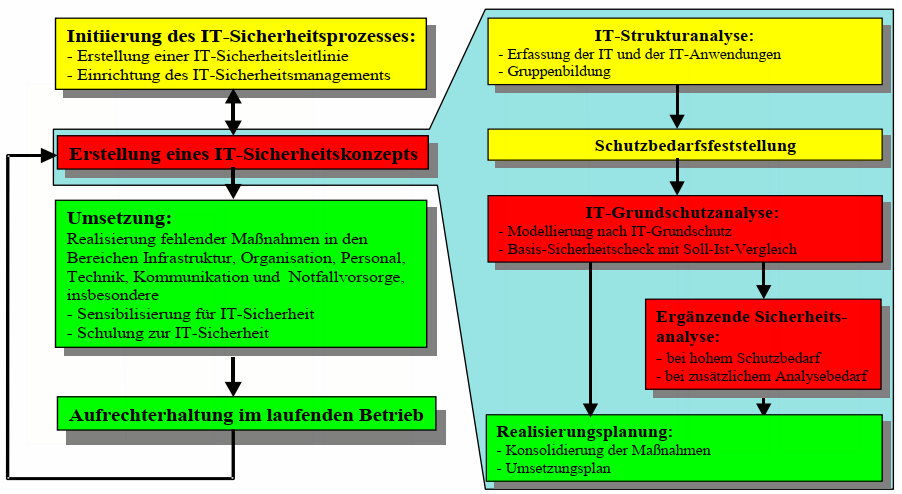 Initiierung des IT-Sicherheitsprozesses:
- Erstellung einer IT-Sicherheitsleitlinie
- Einrichtung des IT-Sicherheitsmanagements
Erstellung eines IT-Sicherheitskonzepts
Umsetzung:
Realisierung fehlender Maßnahmen in den
Bereichen Infrastruktur, Organisation, Personal,
Technik, Kommunikation und Notfallvorsorge,
insbesondere
- Sensibilisierung für IT-Sicherheit
- Schulung zur IT-Sicherheit
Aufrechterhaltung im laufenden Betrieb
IT-Strukturanalyse:
- Erfassung der IT und der IT-Anwendungen
- Gruppenbildung
Schutzbedarfsfeststellung
IT-Grundschutzanalyse:
- Modellierung nach IT-Grundschutz
- Basis-Sicherheitscheck mit Soll-Ist-Vergleich
Ergänzende Sicherheits-
analyse:
- bei hohem Schutzbedarf
- bei zusätzlichem Analysebedarf
Realisierungsplanung:
- Konsolidierung der Maßnahmen
- Umsetzungsplan